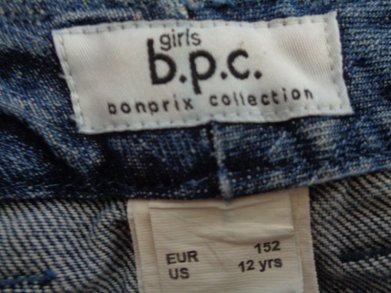 girls
b.p.c.
bonprix collection
EUR 152
US 12 yrs